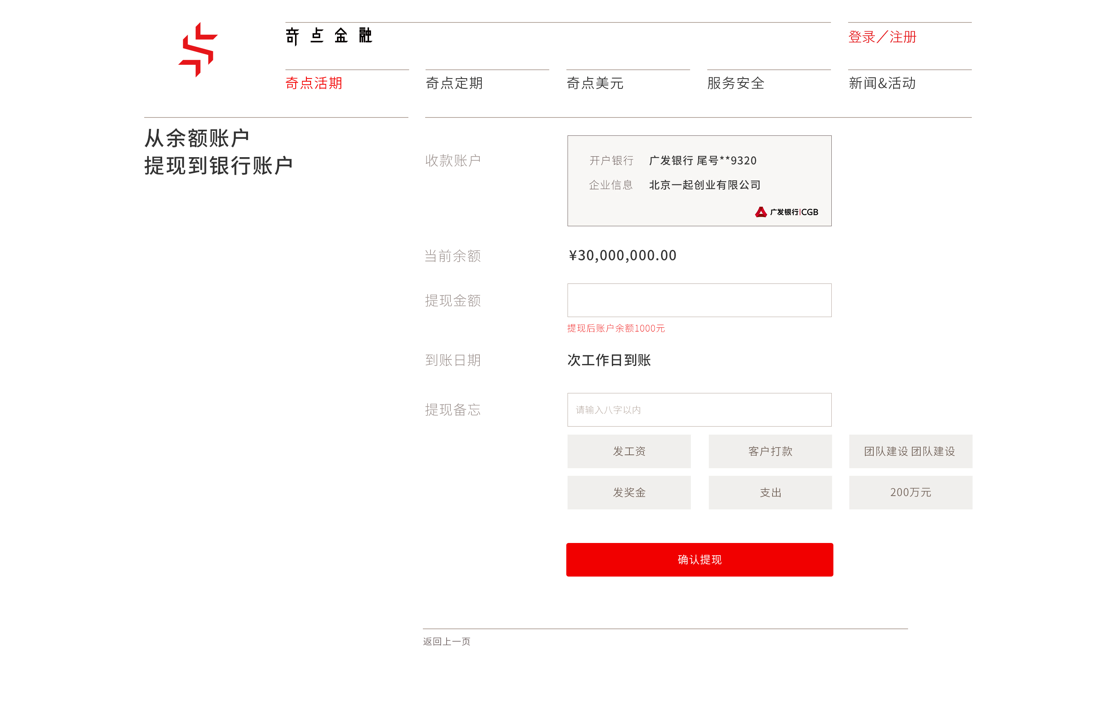 奇点金融
登录／注册
奇点活期
奇点定期
奇点美元
服务安全
新闻&活动
从余额账户
提现到银行账户
收款账户
开户银行 广发银行 尾号**9320
企业信息 北京一起创业有限公司
广发银行|CGB
当前余额
¥30,000,000.00
提现金额
提现后账户余额1000元
到账日期
次工作日到账
提现备忘
请输入八字以内
发工资
客户打款
团队建设 团队建设
发奖金
支出
200万元
确认提现
返回上一页